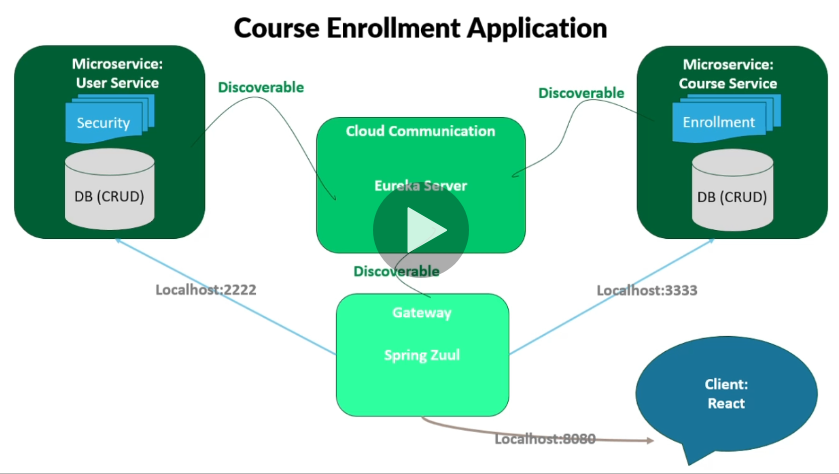 Course Enrollment Application
Microservice:
User Service
Security
DB (CRUD)
Discoverable
Cloud Communication
Eureka Server
Discoverable
Microservice:
Course Service
Enrollment
DB (CRUD)
Discoverable
Localhost:2222
Localhost:3333
Gateway
Spring Zuul
Client:
React
Localhost:8080